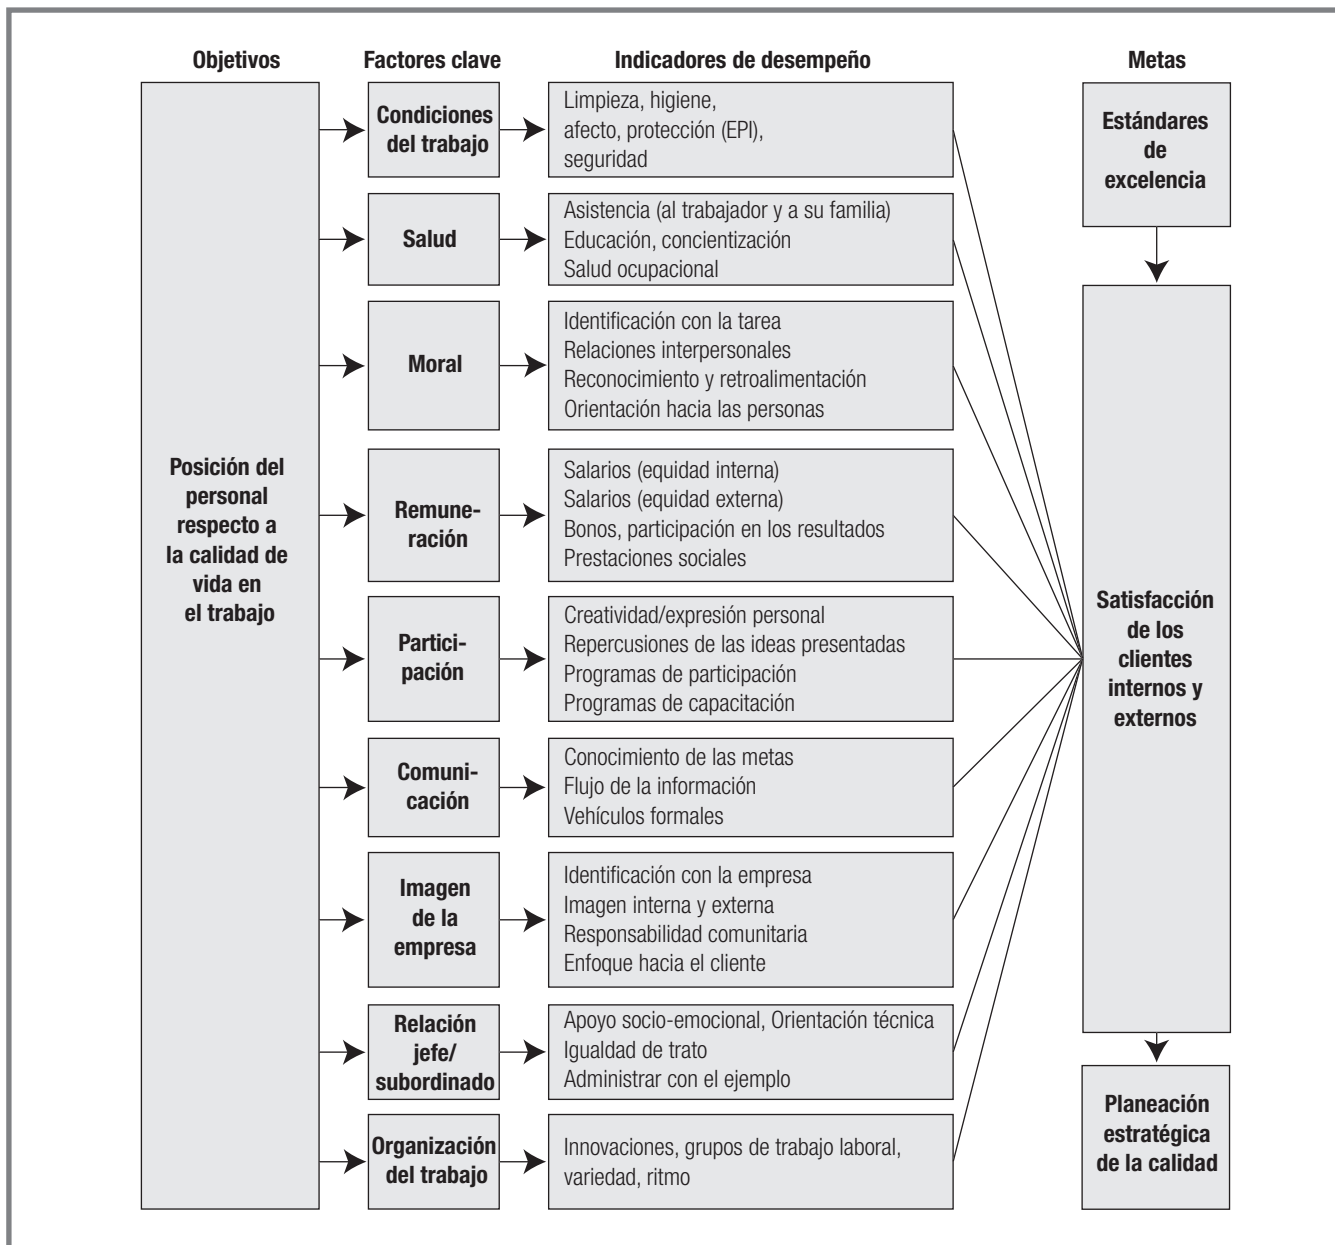 Objetivos
Factores clave
Indicadores de desempeño
Metas
Posición del
personal
respecto a
la calidad de
vida en
el trabajo
Condiciones
del trabajo
Limpieza, higiene,
afecto, protección (EPI),
seguridad
Salud
Asistencia (al trabajador y a su familia)
Educación, concientización
Salud ocupacional
Moral
Identificación con la tarea
Relaciones interpersonales
Reconocimiento y retroalimentación
Orientación hacia las personas
Remune-
ración
Salarios (equidad interna)
Salarios (equidad externa)
Bonos, participación en los resultados
Prestaciones sociales
Partici-
pación
Creatividad/expresión personal
Repercusiones de las ideas presentadas
Programas de participación
Programas de capacitación
Comuni-
cación
Conocimiento de las metas
Flujo de la información
Vehículos formales
Imagen
de la
empresa
Identificación con la empresa
Imagen interna y externa
Responsabilidad comunitaria
Enfoque hacia el cliente
Relación
jefe/
subordinado
Apoyo socio-emocional, Orientación técnica
Igualdad de trato
Administrar con el ejemplo
Organización
del trabajo
Innovaciones, grupos de trabajo laboral,
variedad, ritmo
Estándares
de
excelencia
Satisfacción
de los
clientes
internos y
externos
Planeación
estratégica
de la calidad